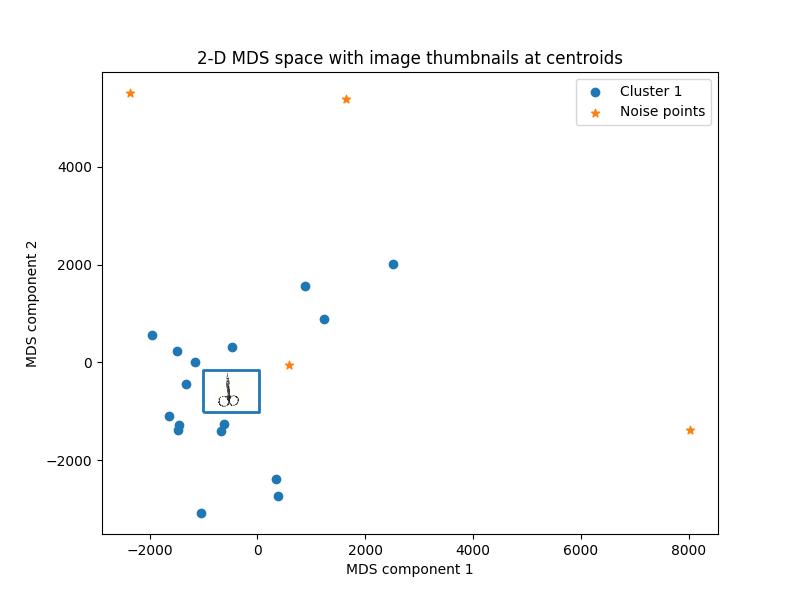 2-D MDS space with image thumbnails at centroids
Cluster 1
Noise points
MDS component 2
4000
2000
0
−2000
−2000
0
2000
4000
6000
8000
MDS component 1